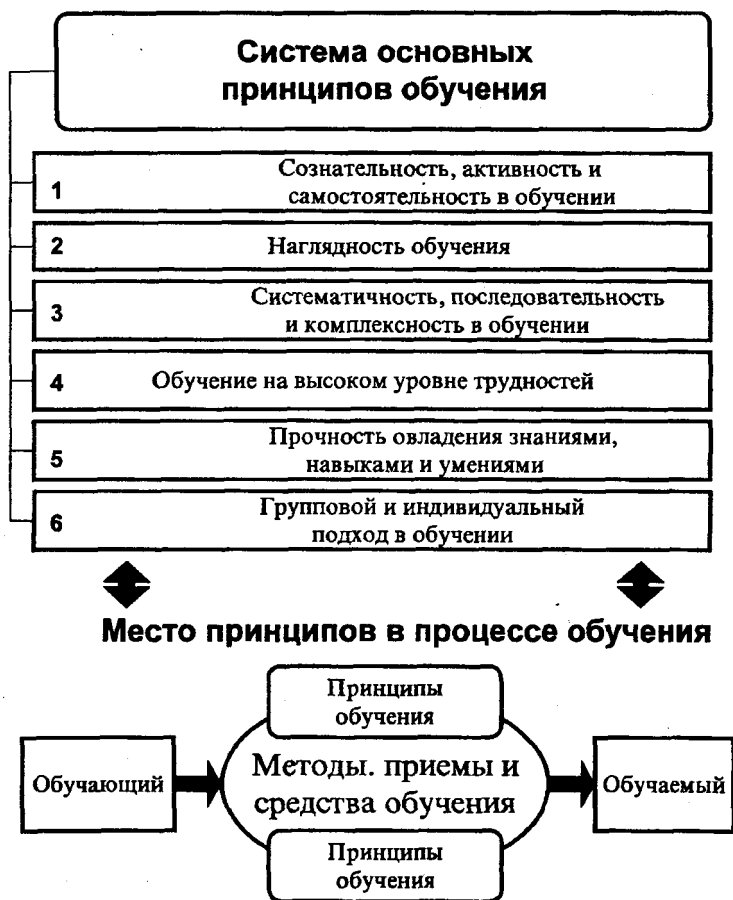 Система основных
принципов обучения
1
Сознательность, активность и
самостоятельность в обучении
2 Наглядность обучения
3
Систематичность, последовательность
и комплексность в обучении
4 Обучение на высоком уровне трудностей
5
Прочность овладения знаниями,
навыками и умениями
6
Групповой и индивидуальный
подход в обучении
Место принципов в процессе обучения
Принципы
обучения
Обучающий
Методы. приемы и
средства обучения
Обучаемый
Принципы
обучения